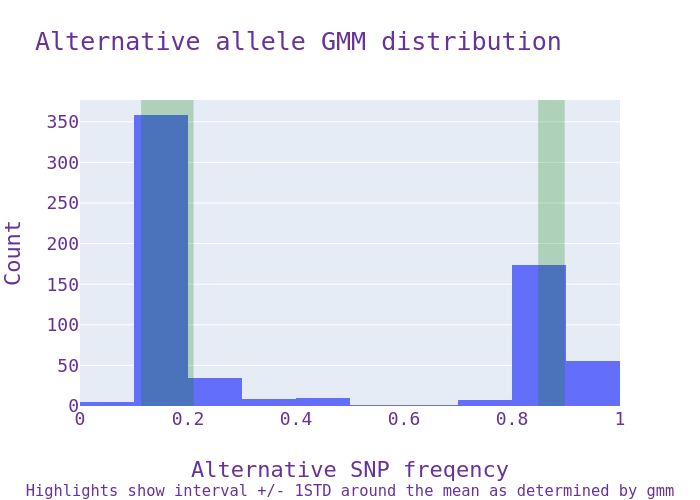 Alternative allele GMM distribution
350
300
250
200
150
100
50
0
0 0.2 0.4 0.6 0.8 1
Count
Alternative SNP freqency
Highlights show interval +/- 1STD around the mean as determined by gmm